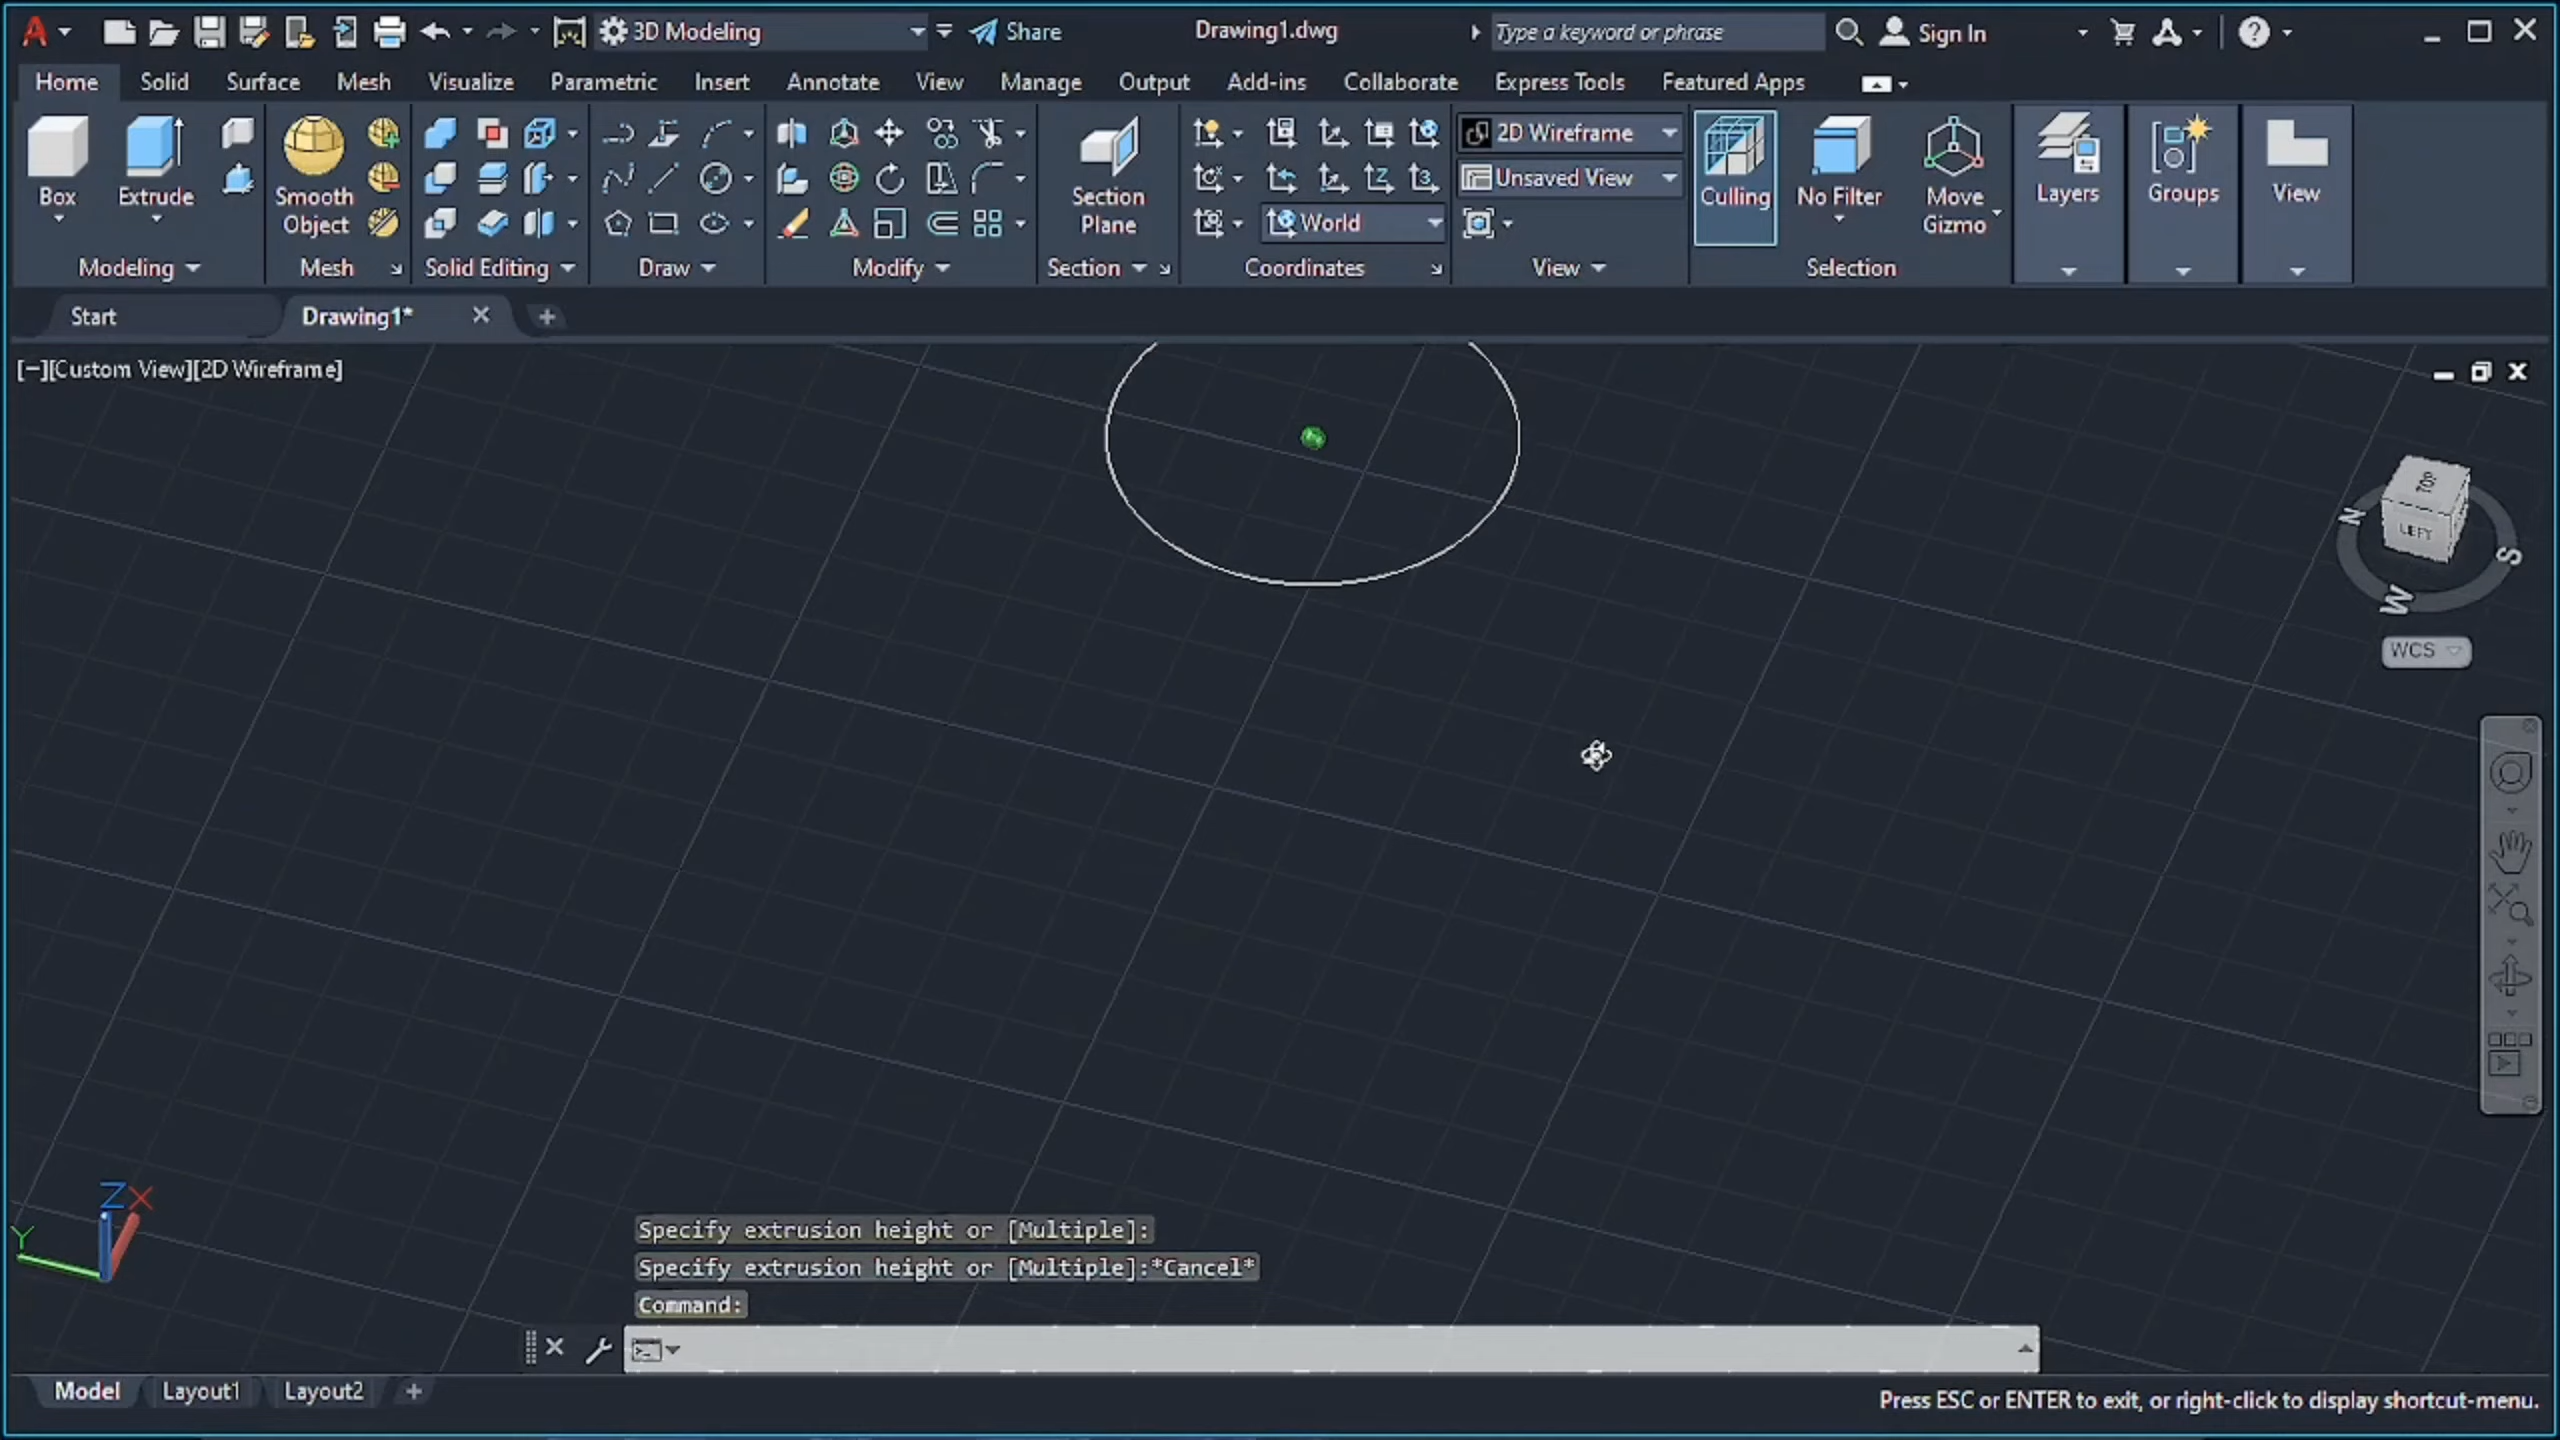 3D Modeling
Share
Drawing1.dwg
Type a keyword or phrase
Sign In
Home Solid Surface Mesh Visualize Parametric Insert Annotate View Manage Output Add-ins Collaborate Express Tools Featured Apps
2D Wireframe
Unsaved View
World
Box
Extrude
Smooth
Object
Section
Plane
Culling
No Filter
Move
Gizmo
Layers
Groups
View
Modeling
Mesh
Solid Editing
Draw
Modify
Section
Coordinates
View
Selection
Start
Drawing1*
[−][Custom View][2D Wireframe]
TOP
LEFT
N
S
W
WCS
Z
X
Y
Specify extrusion height or [Multiple]:
Specify extrusion height or [Multiple]:*Cancel*
Command:
Model
Layout1
Layout2
Press ESC or ENTER to exit, or right-click to display shortcut-menu.